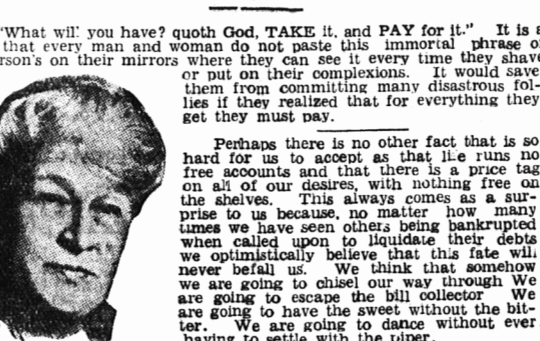 "What will you have? quoth God, TAKE it, and PAY for it." It is a
that every man and woman do not paste this immortal phrase of
rson's on their mirrors where they can see it every time they shave
or put on their complexions. It would save
them from committing many disastrous fol-
lies if they realized that for everything they
get they must pay.
Perhaps there is no other fact that is so
hard for us to accept as that life runs no
free accounts and that there is a price tag
on all of our desires, with nothing free on
the shelves. This always comes as a sur-
prise to us because, no matter how many
times we have seen others being bankrupted
when called upon to liquidate their debts
we optimistically believe that this fate will
never befall us. We think that somehow
we are going to chisel our way through We
are going to escape the bill collector We
are going to have the sweet without the bit-
ter. We are going to dance without ever
having to settle with the piper.